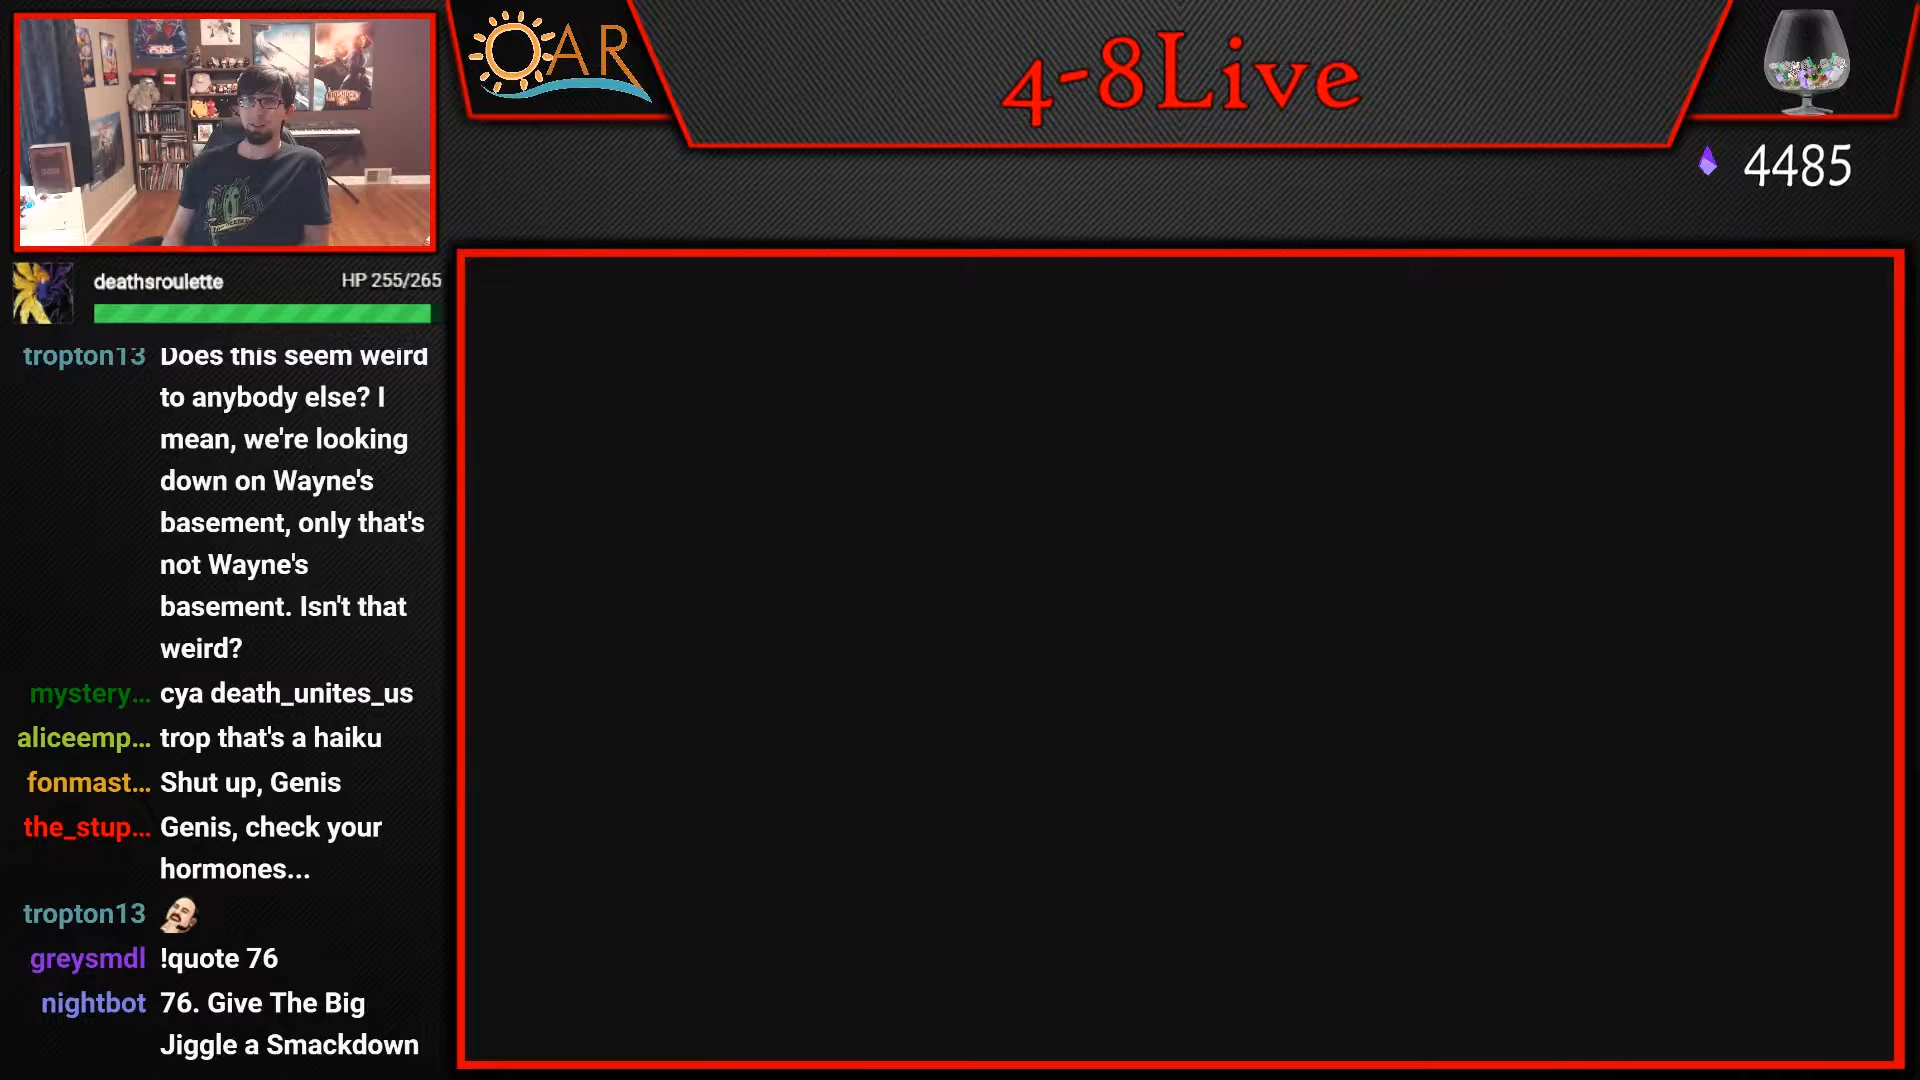 OAR
4-8Live
4485
deathsroulette HP 255/265
tropton13 Does this seem weird
to anybody else? I
mean, we're looking
down on Wayne's
basement, only that's
not Wayne's
basement. Isn't that
weird?
mystery... cya death_unites_us
aliceemp... trop that's a haiku
fonmast... Shut up, Genis
the_stup... Genis, check your
hormones...
tropton13
greysmdl !quote 76
nightbot 76. Give The Big
Jiggle a Smackdown